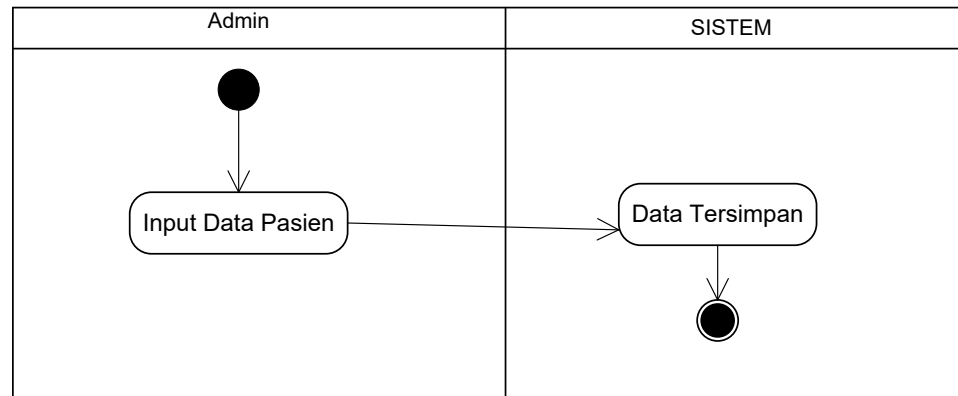 Admin
SISTEM
Input Data Pasien
Data Tersimpan